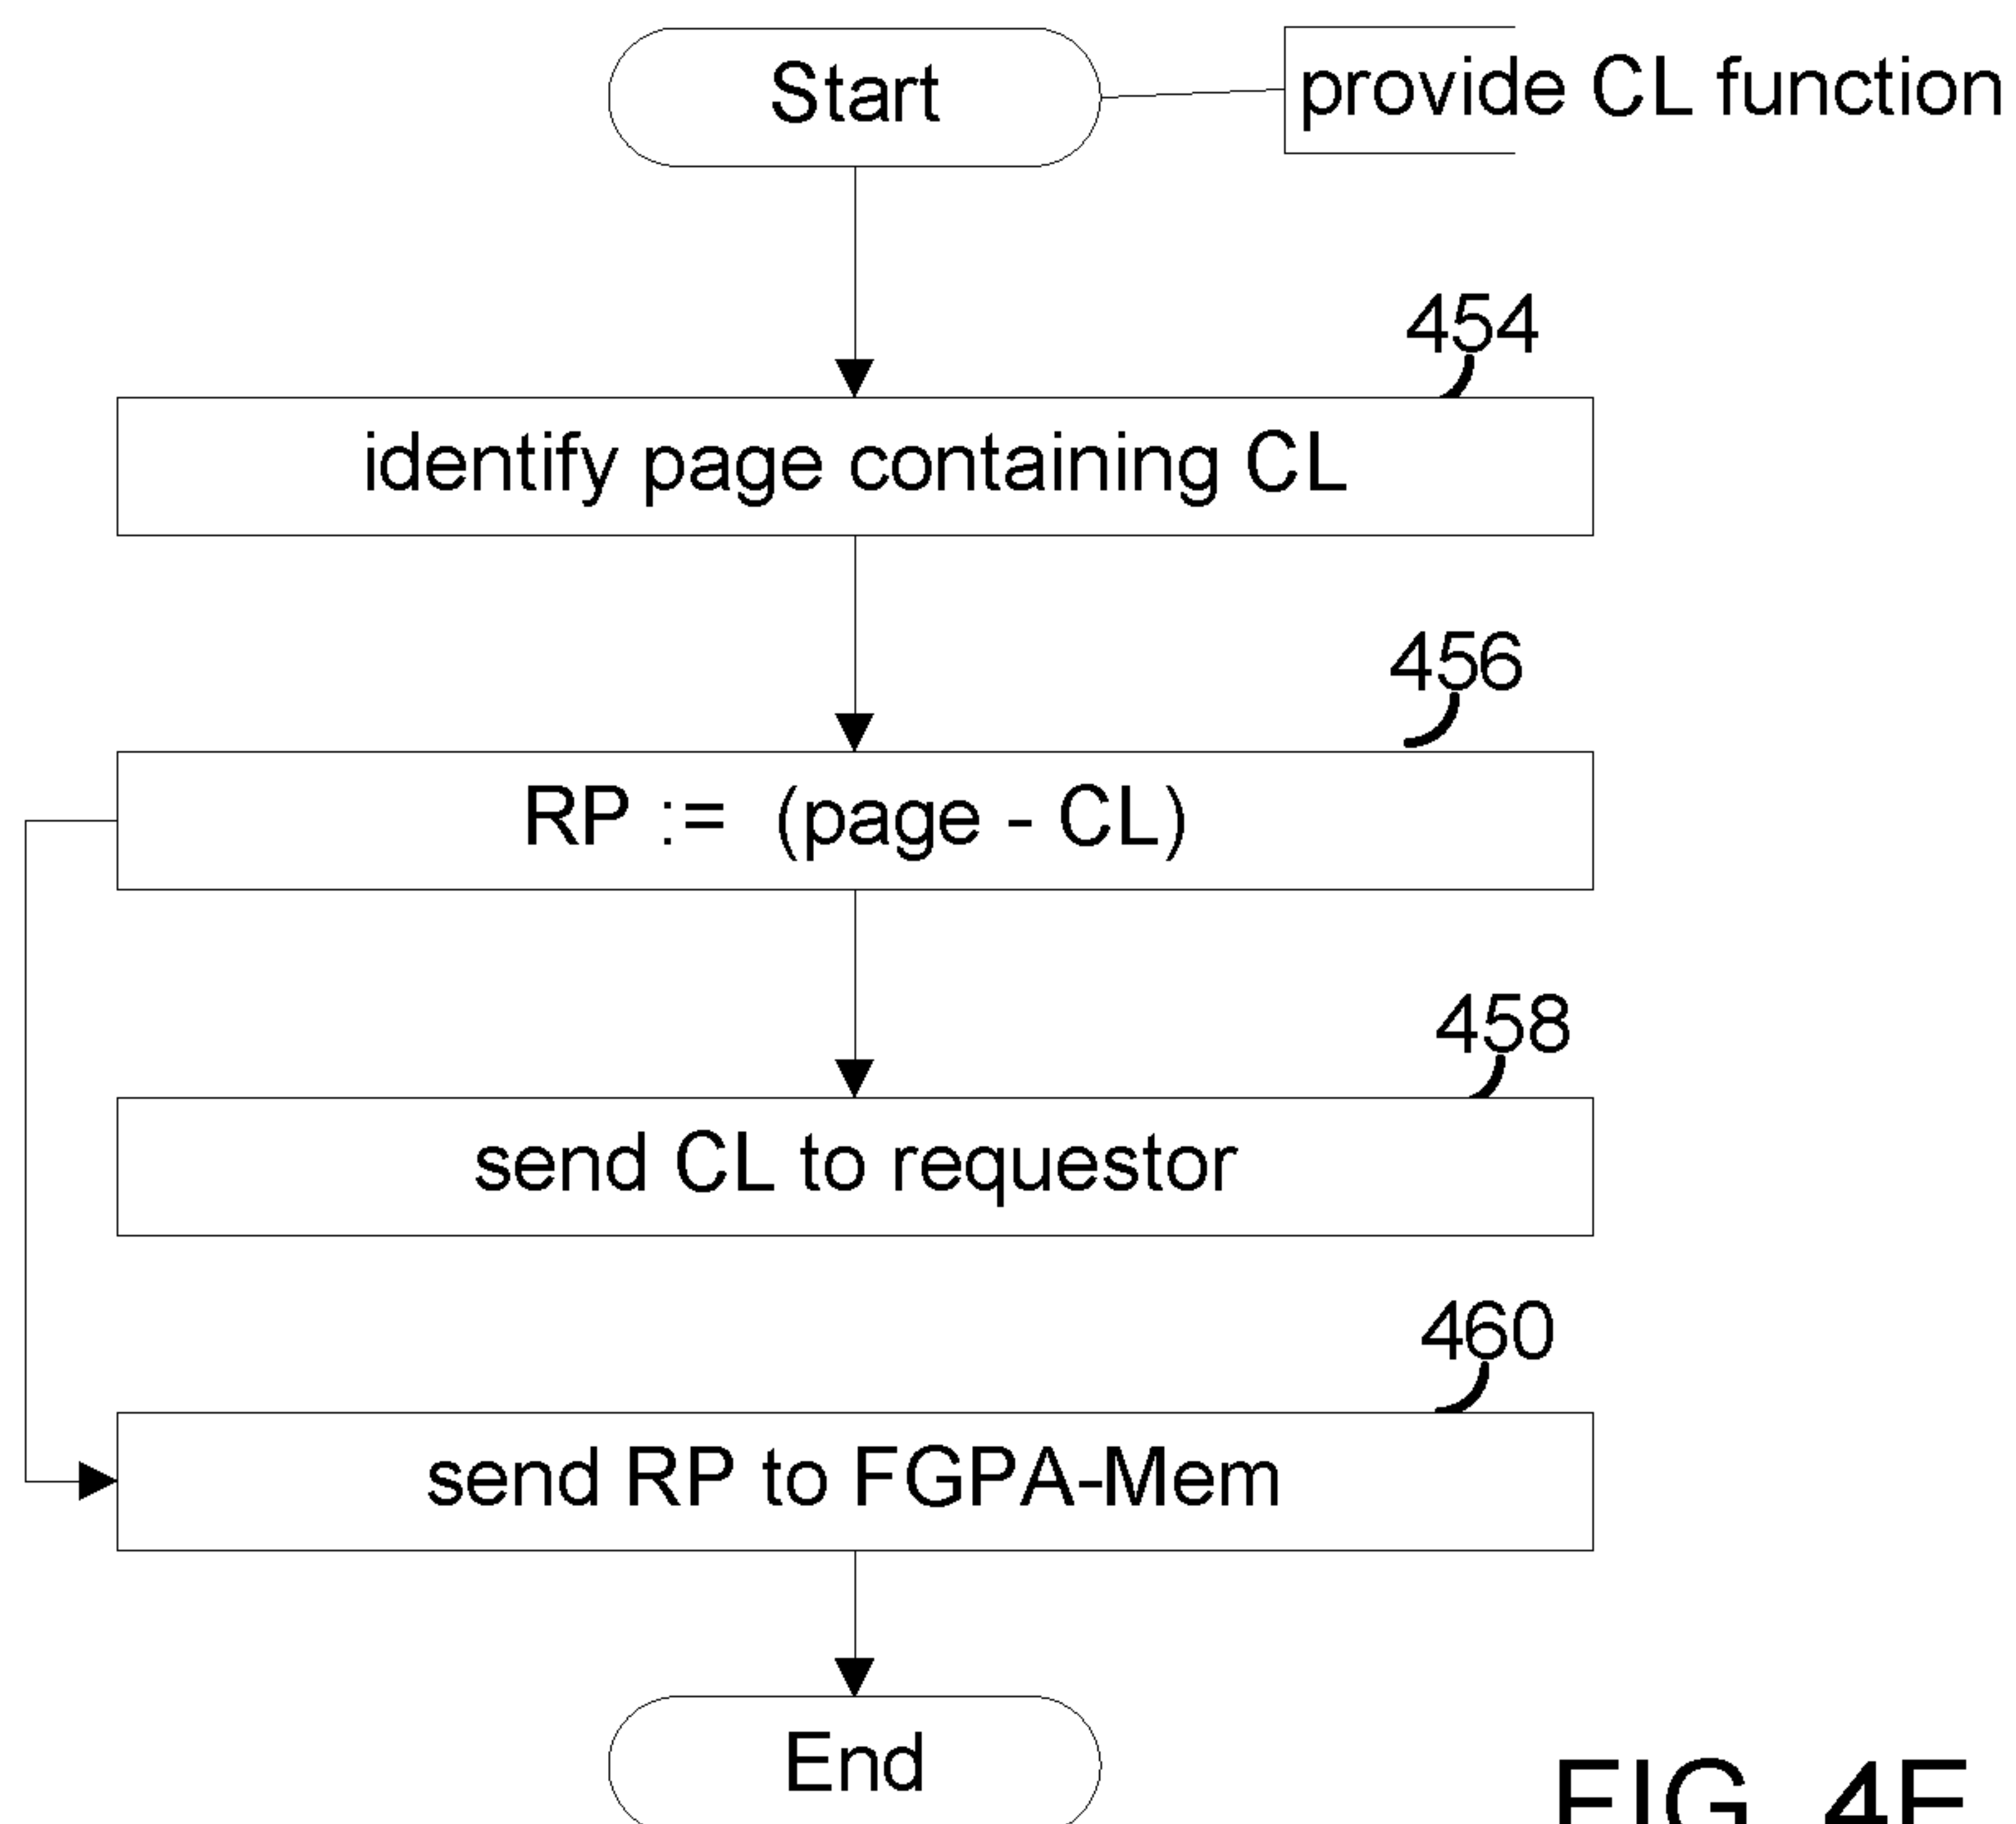 Start
provide CL function
454
identify page containing CL
456
RP := (page - CL)
458
send CL to requestor
460
send RP to FGPA-Mem
End